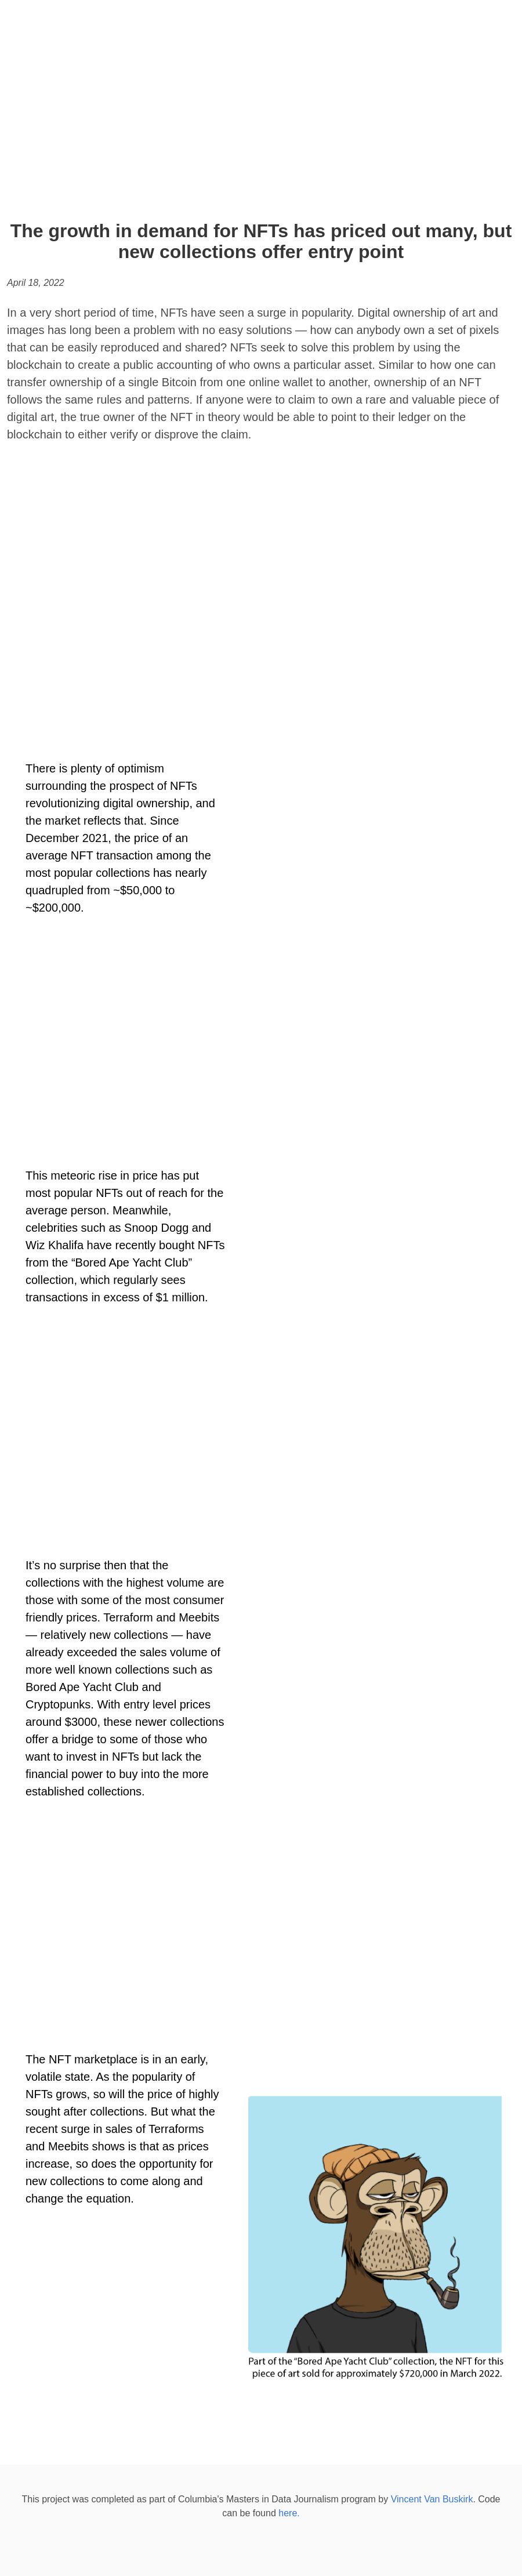 The growth in demand for NFTs has priced out many, but
new collections offer entry point
April 18, 2022
In a very short period of time, NFTs have seen a surge in popularity. Digital ownership of art and
images has long been a problem with no easy solutions — how can anybody own a set of pixels
that can be easily reproduced and shared? NFTs seek to solve this problem by using the
blockchain to create a public accounting of who owns a particular asset. Similar to how one can
transfer ownership of a single Bitcoin from one online wallet to another, ownership of an NFT
follows the same rules and patterns. If anyone were to claim to own a rare and valuable piece of
digital art, the true owner of the NFT in theory would be able to point to their ledger on the
blockchain to either verify or disprove the claim.
There is plenty of optimism
surrounding the prospect of NFTs
revolutionizing digital ownership, and
the market reflects that. Since
December 2021, the price of an
average NFT transaction among the
most popular collections has nearly
quadrupled from ~$50,000 to
~$200,000.
This meteoric rise in price has put
most popular NFTs out of reach for the
average person. Meanwhile,
celebrities such as Snoop Dogg and
Wiz Khalifa have recently bought NFTs
from the “Bored Ape Yacht Club”
collection, which regularly sees
transactions in excess of $1 million.
It’s no surprise then that the
collections with the highest volume are
those with some of the most consumer
friendly prices. Terraform and Meebits
— relatively new collections — have
already exceeded the sales volume of
more well known collections such as
Bored Ape Yacht Club and
Cryptopunks. With entry level prices
around $3000, these newer collections
offer a bridge to some of those who
want to invest in NFTs but lack the
financial power to buy into the more
established collections.
The NFT marketplace is in an early,
volatile state. As the popularity of
NFTs grows, so will the price of highly
sought after collections. But what the
recent surge in sales of Terraforms
and Meebits shows is that as prices
increase, so does the opportunity for
new collections to come along and
change the equation.
Part of the “Bored Ape Yacht Club” collection, the NFT for this
piece of art sold for approximately $720,000 in March 2022.
This project was completed as part of Columbia's Masters in Data Journalism program by Vincent Van Buskirk. Code
can be found here.